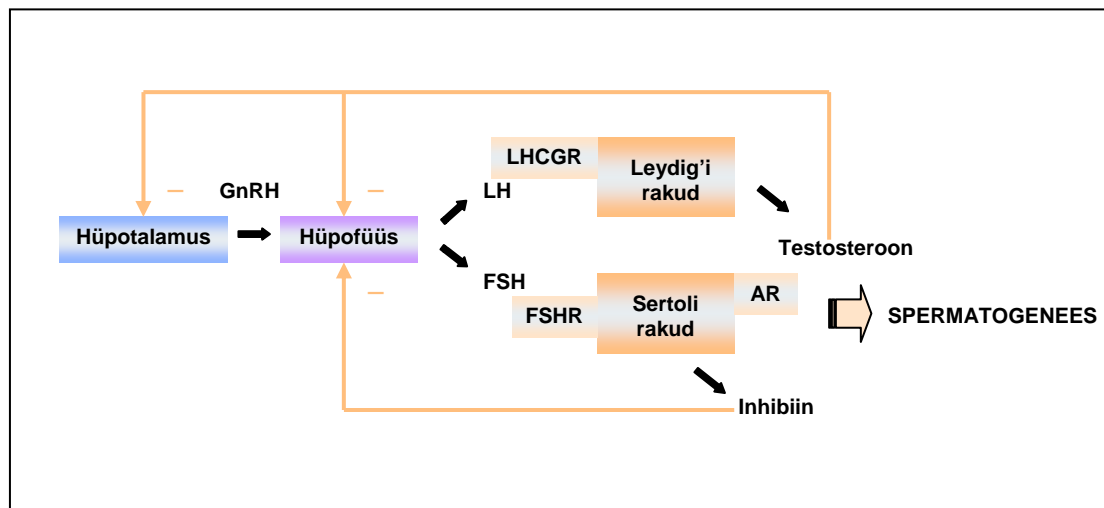 LHCGR
Leydig’i
rakud
GnRH
LH
Hüpotalamus
Hüpofüüs
Testosteroon
FSH
FSHR
Sertoli
rakud
AR
SPERMATOGENEES
Inhibiin